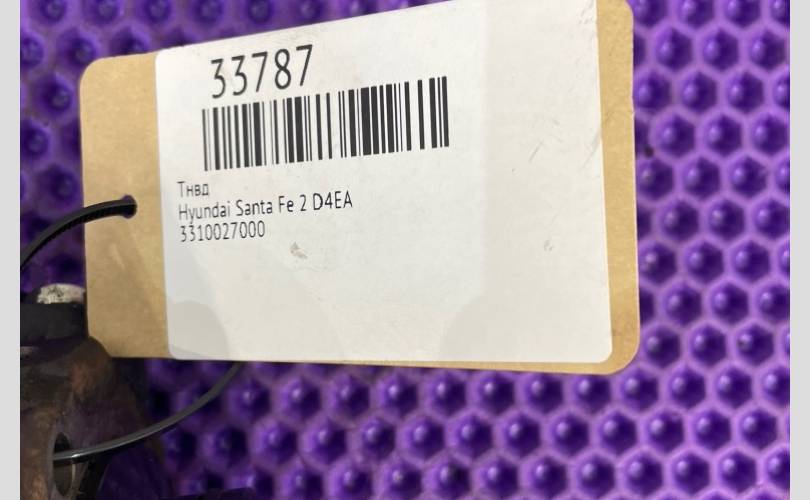 33787
Тнвд
Hyundai Santa Fe 2 D4EA
3310027000